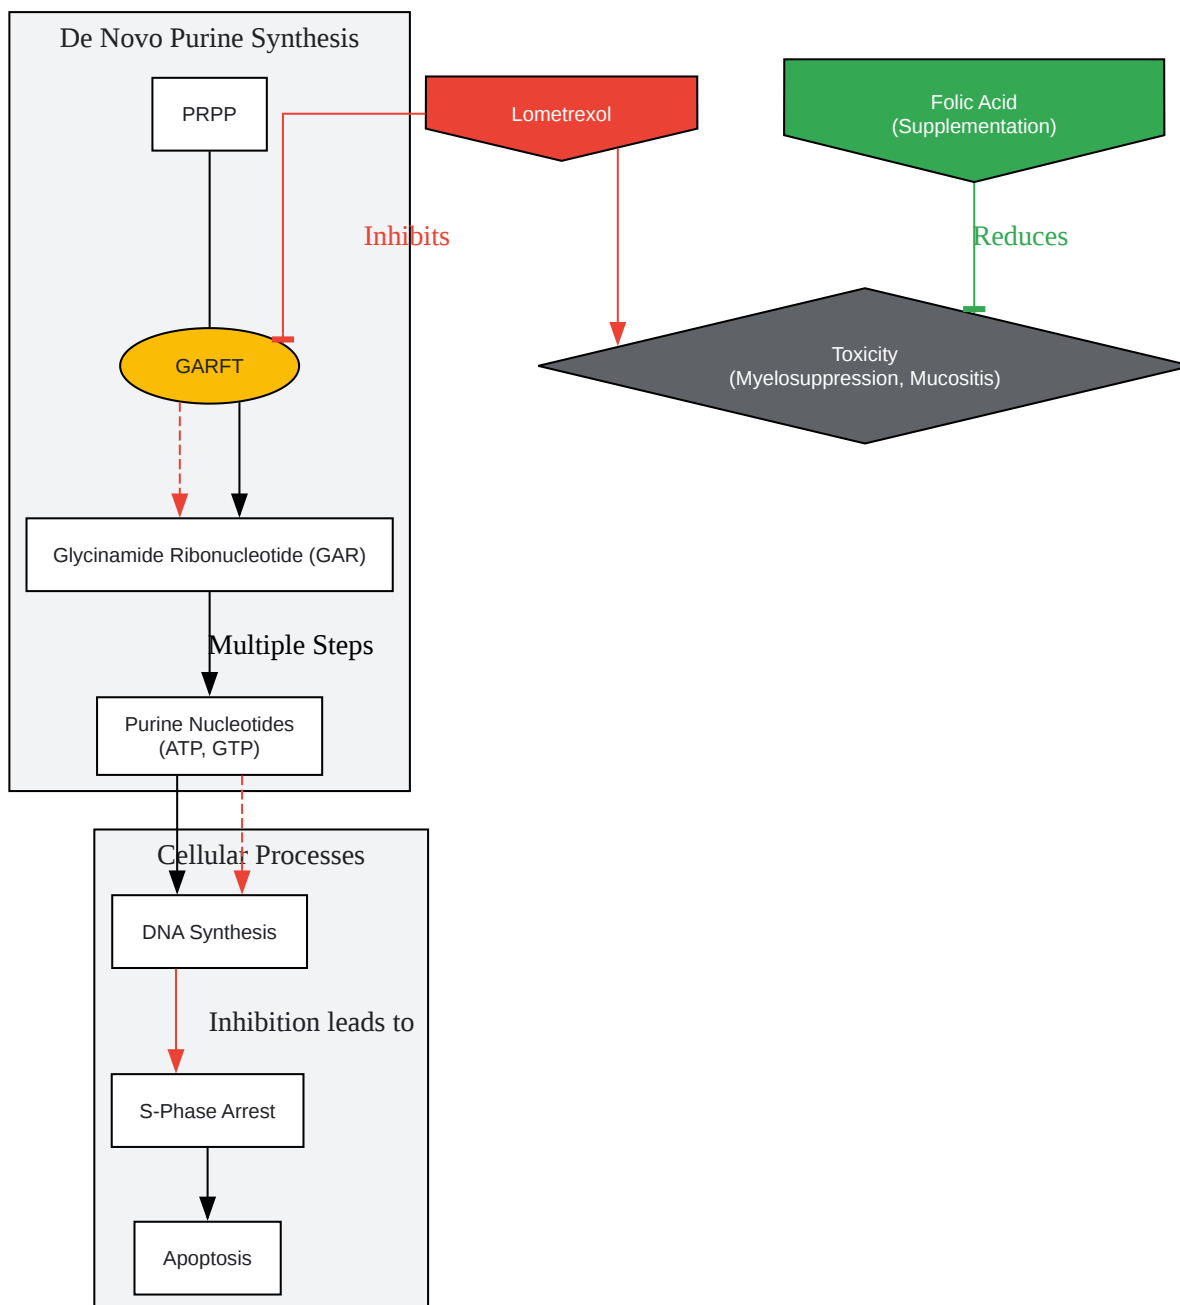 De Novo Purine Synthesis
PRPP
Lometrexol
Folic Acid
(Supplementation)
Inhibits
Reduces
GARFT
Toxicity
(Myelosuppression, Mucositis)
Glycinamide Ribonucleotide (GAR)
Multiple Steps
Purine Nucleotides
(ATP, GTP)
Cellular Processes
DNA Synthesis
Inhibition leads to
S-Phase Arrest
Apoptosis